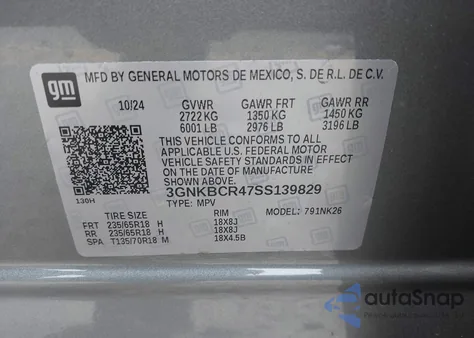 gm
MFD BY GENERAL MOTORS DE MEXICO, S. DE R.L. DE C.V.
10/24 GVWR GAWR FRT GAWR RR
2722 KG 1350 KG 1450 KG
6001 LB 2976 LB 3196 LB
THIS VEHICLE CONFORMS TO ALL
APPLICABLE U.S. FEDERAL MOTOR
VEHICLE SAFETY STANDARDS IN EFFECT
ON THE DATE OF MANUFACTURE
SHOWN ABOVE.
3GNKBCR47SS139829
130H TYPE: MPV MODEL: 791NK26
TIRE SIZE RIM
FRT 235/65R18 H 18X8J
RR 235/65R18 H 18X8J
SPA T135/70R18 M 18X4.5B
autoSnap